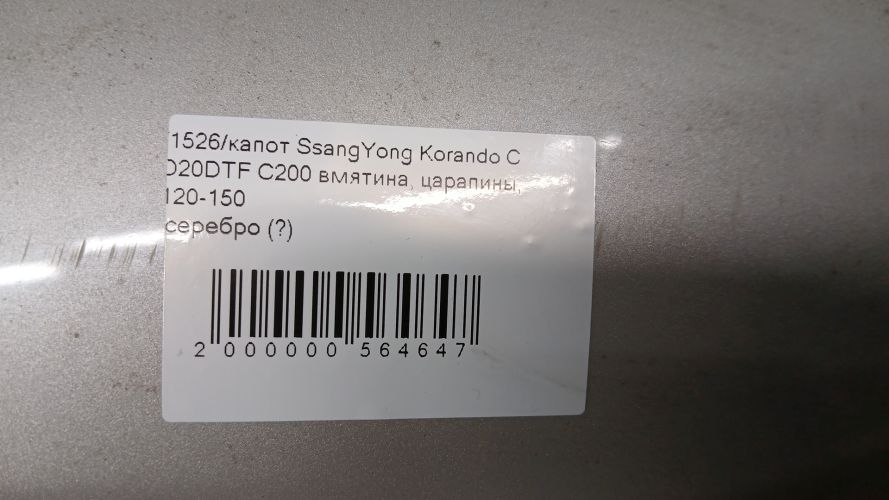 1526/капот SsangYong Korando C
D20DTF C200 вмятина, царапины,
120-150
серебро (?)
2 000000 564647